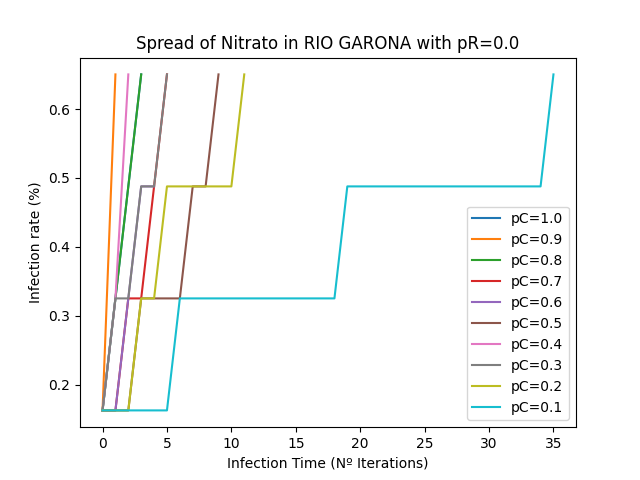 Spread of Nitrato in RIO GARONA with pR=0.0
Infection rate (%)
0.6
0.5
0.4
0.3
0.2
0
5
10
15
20
25
30
35
Infection Time (Nº Iterations)
pC=1.0
pC=0.9
pC=0.8
pC=0.7
pC=0.6
pC=0.5
pC=0.4
pC=0.3
pC=0.2
pC=0.1